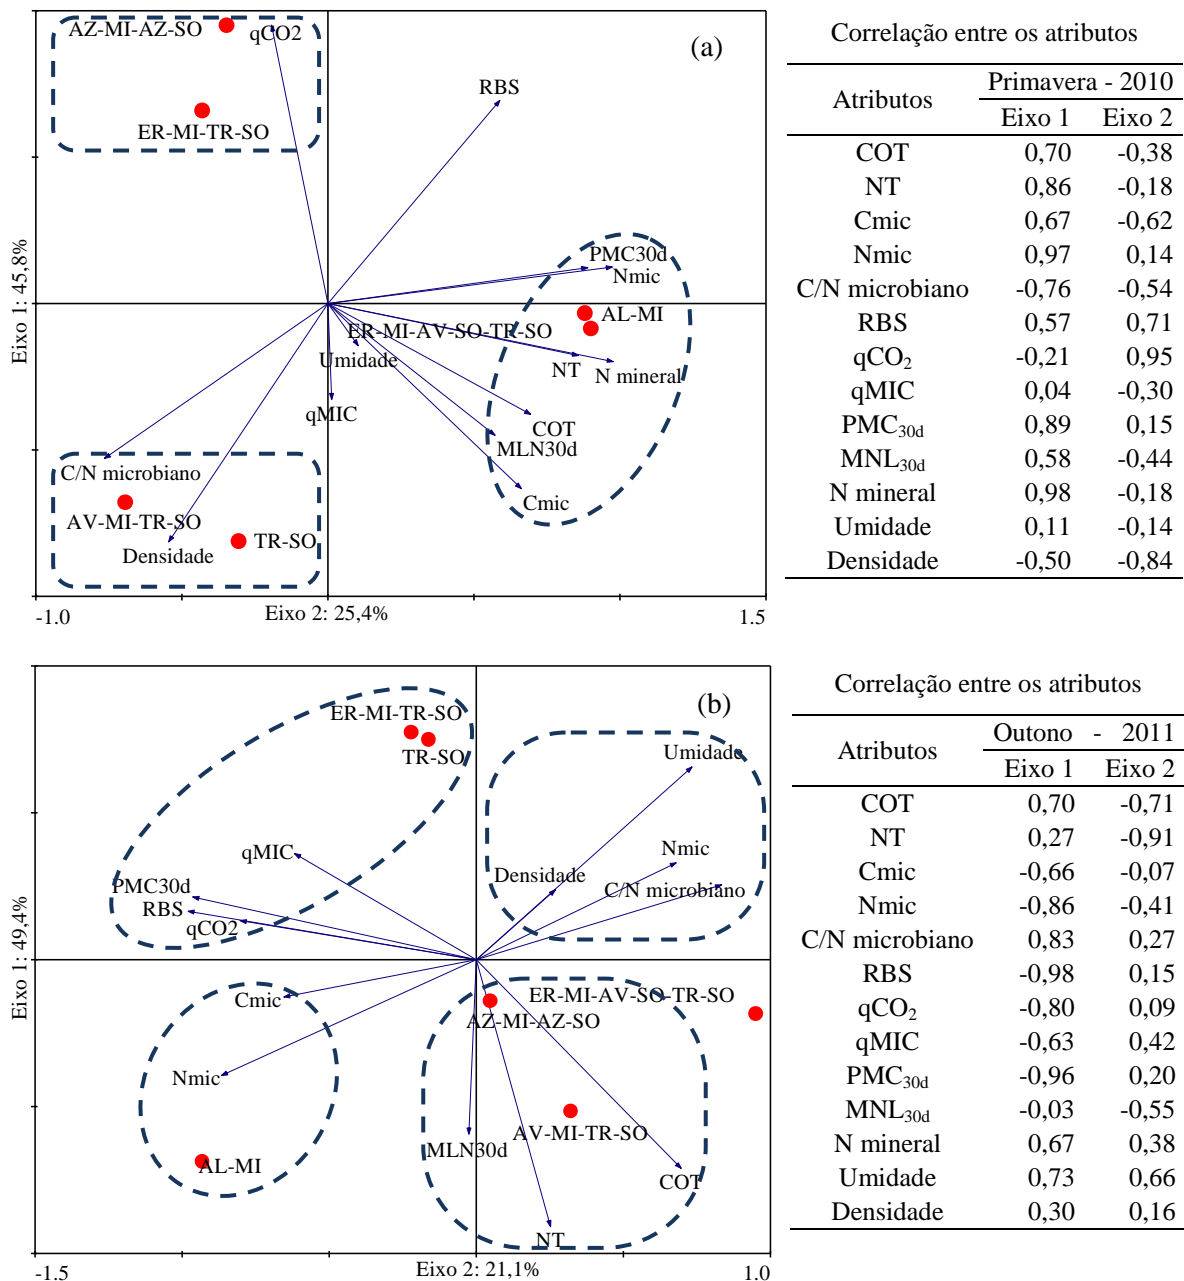 AZ-MI-AZ-SO
qCO2
(a)
RBS
ER-MI-TR-SO
PMC30d
Nmic
AL-MI
ER-MI-AV-SO-TR-SO
Umidade
NT
N mineral
qMIC
COT
MLN30d
C/N microbiano
Cmic
AV-MI-TR-SO
Densidade
TR-SO
Eixo 1: 45,8%
-1.0
Eixo 2: 25,4%
1.5
Correlação entre os atributos
Atributos
Primavera - 2010
Eixo 1 Eixo 2
COT 0,70 -0,38
NT 0,86 -0,18
Cmic 0,67 -0,62
Nmic 0,97 0,14
C/N microbiano -0,76 -0,54
RBS 0,57 0,71
qCO2 -0,21 0,95
qMIC 0,04 -0,30
PMC30d 0,89 0,15
MNL30d 0,58 -0,44
N mineral 0,98 -0,18
Umidade 0,11 -0,14
Densidade -0,50 -0,84
ER-MI-TR-SO
(b)
TR-SO
Umidade
qMIC
Nmic
Densidade
PMC30d
C/N microbiano
RBS
qCO2
Cmic
ER-MI-AV-SO-TR-SO
AZ-MI-AZ-SO
Nmic
AV-MI-TR-SO
MLN30d
AL-MI
COT
NT
Eixo 1: 49,4%
-1.5
Eixo 2: 21,1%
1.0
Correlação entre os atributos
Atributos
Outono - 2011
Eixo 1 Eixo 2
COT 0,70 -0,71
NT 0,27 -0,91
Cmic -0,66 -0,07
Nmic -0,86 -0,41
C/N microbiano 0,83 0,27
RBS -0,98 0,15
qCO2 -0,80 0,09
qMIC -0,63 0,42
PMC30d -0,96 0,20
MNL30d -0,03 -0,55
N mineral 0,67 0,38
Umidade 0,73 0,66
Densidade 0,30 0,16